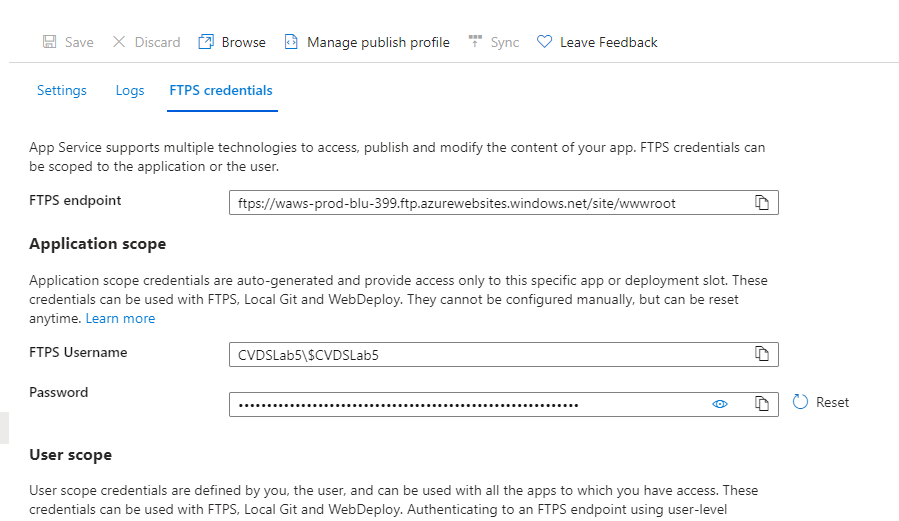 Save Discard Browse Manage publish profile Sync Leave Feedback
Settings Logs FTPS credentials
App Service supports multiple technologies to access, publish and modify the content of your app. FTPS credentials can
be scoped to the application or the user.
FTPS endpoint ftps://waws-prod-blu-399.ftp.azurewebsites.windows.net/site/wwwroot
Application scope
Application scope credentials are auto-generated and provide access only to this specific app or deployment slot. These
credentials can be used with FTPS, Local Git and WebDeploy. They cannot be configured manually, but can be reset
anytime. Learn more
FTPS Username CVDSLab5\$CVDSLab5
Password Reset
User scope
User scope credentials are defined by you, the user, and can be used with all the apps to which you have access. These
credentials can be used with FTPS, Local Git and WebDeploy. Authenticating to an FTPS endpoint using user-level